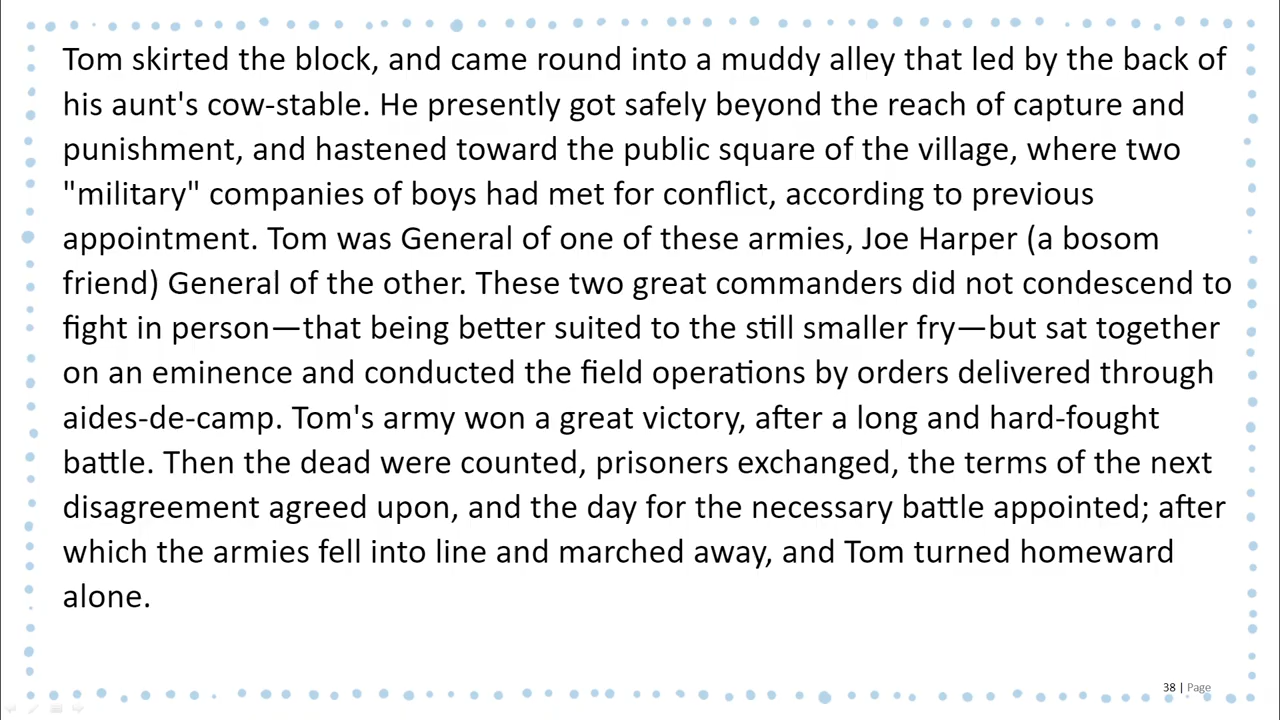 Tom skirted the block, and came round into a muddy alley that led by the back of
his aunt's cow-stable. He presently got safely beyond the reach of capture and
punishment, and hastened toward the public square of the village, where two
"military" companies of boys had met for conflict, according to previous
appointment. Tom was General of one of these armies, Joe Harper (a bosom
friend) General of the other. These two great commanders did not condescend to
fight in person—that being better suited to the still smaller fry—but sat together
on an eminence and conducted the field operations by orders delivered through
aides-de-camp. Tom's army won a great victory, after a long and hard-fought
battle. Then the dead were counted, prisoners exchanged, the terms of the next
disagreement agreed upon, and the day for the necessary battle appointed; after
which the armies fell into line and marched away, and Tom turned homeward
alone.
38 | Page